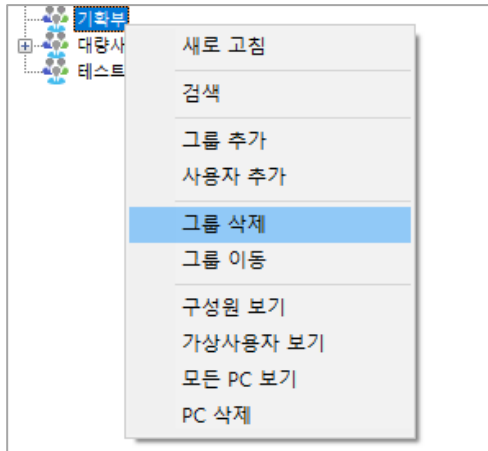 기획부
대량사
테스트
새로 고침
검색
그룹 추가
사용자 추가
그룹 삭제
그룹 이동
구성원 보기
가상사용자 보기
모든 PC 보기
PC 삭제